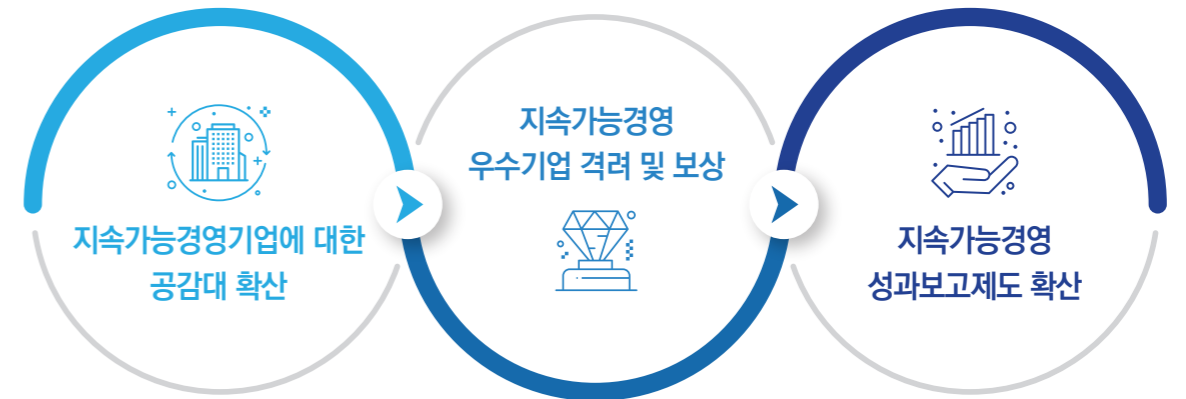 지속가능경영기업에 대한
공감대 확산
지속가능경영
우수기업 격려 및 보상
지속가능경영
성과보고제도 확산